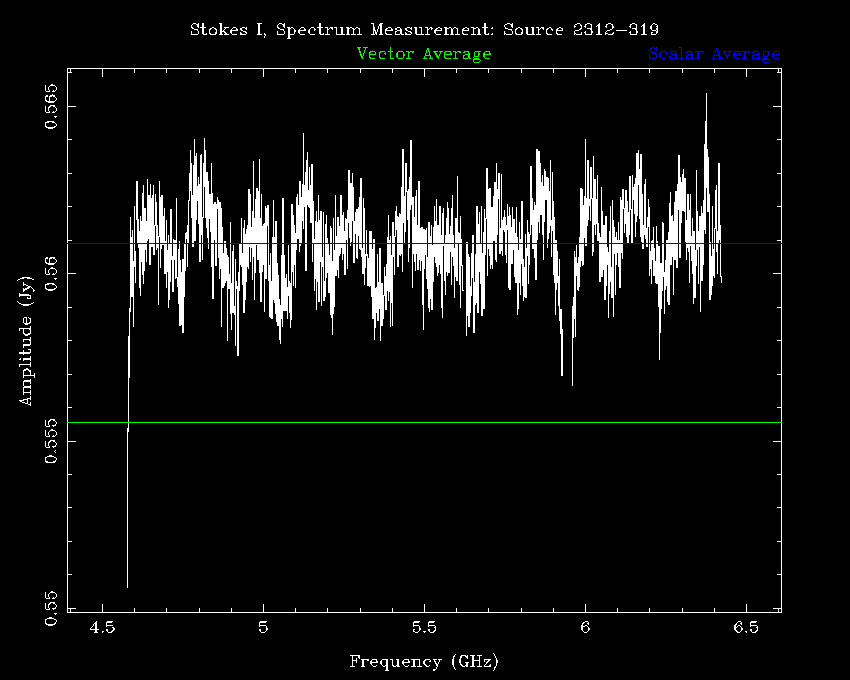 Stokes I, Spectrum Measurement: Source 2312−319
Vector Average Scalar Average
0.565
0.56
0.555
0.55
Amplitude (Jy)
4.5 5 5.5 6 6.5
Frequency (GHz)